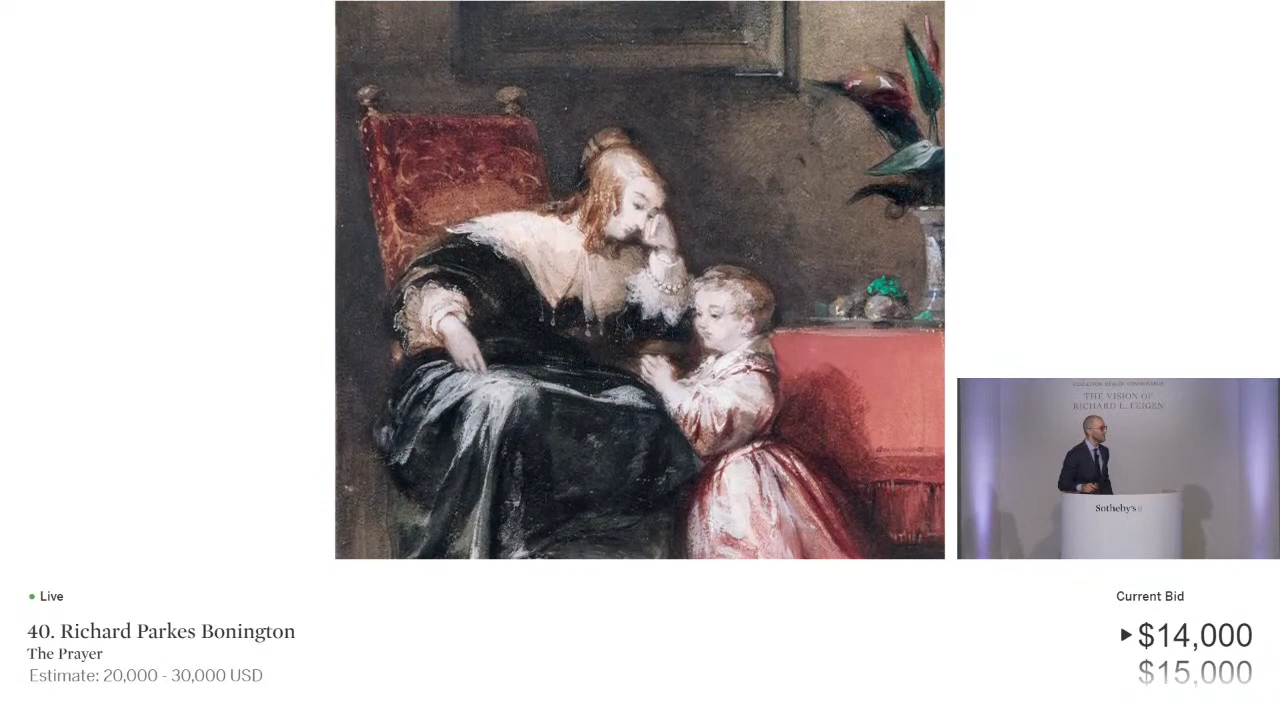 THE VISION OF
RICHARD L. FEIGEN
Sotheby's
Live
40. Richard Parkes Bonington
The Prayer
Estimate: 20,000 - 30,000 USD
Current Bid
$14,000
$15,000